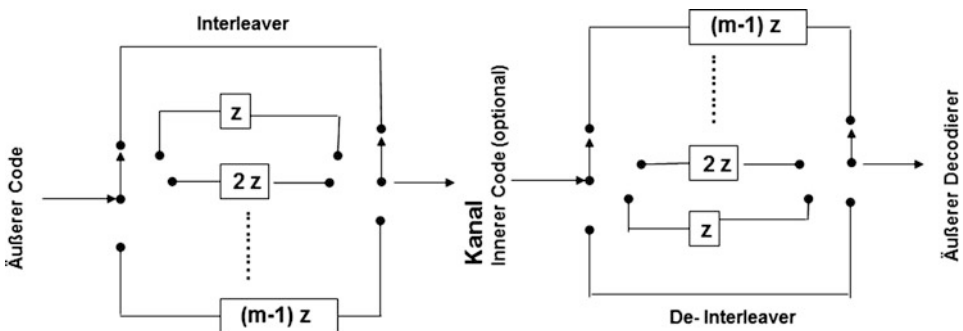 Interleaver
Äußerer Code
z
2 z
(m-1) z
Kanal
Innerer Code (optional)
(m-1) z
2 z
z
De- Interleaver
Äußerer Decodierer